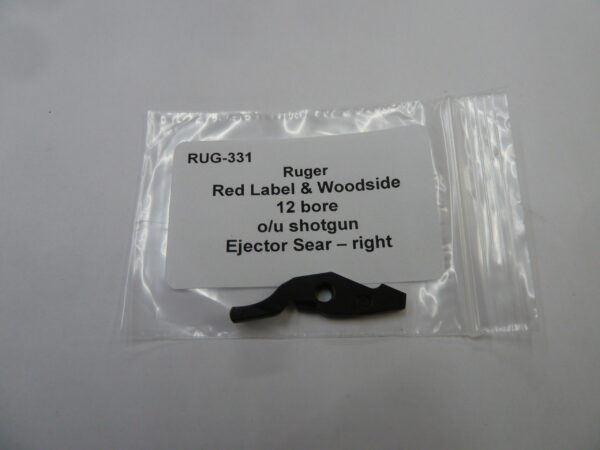 RUG-331
Ruger
Red Label & Woodside
12 bore
o/u shotgun
Ejector Sear – right